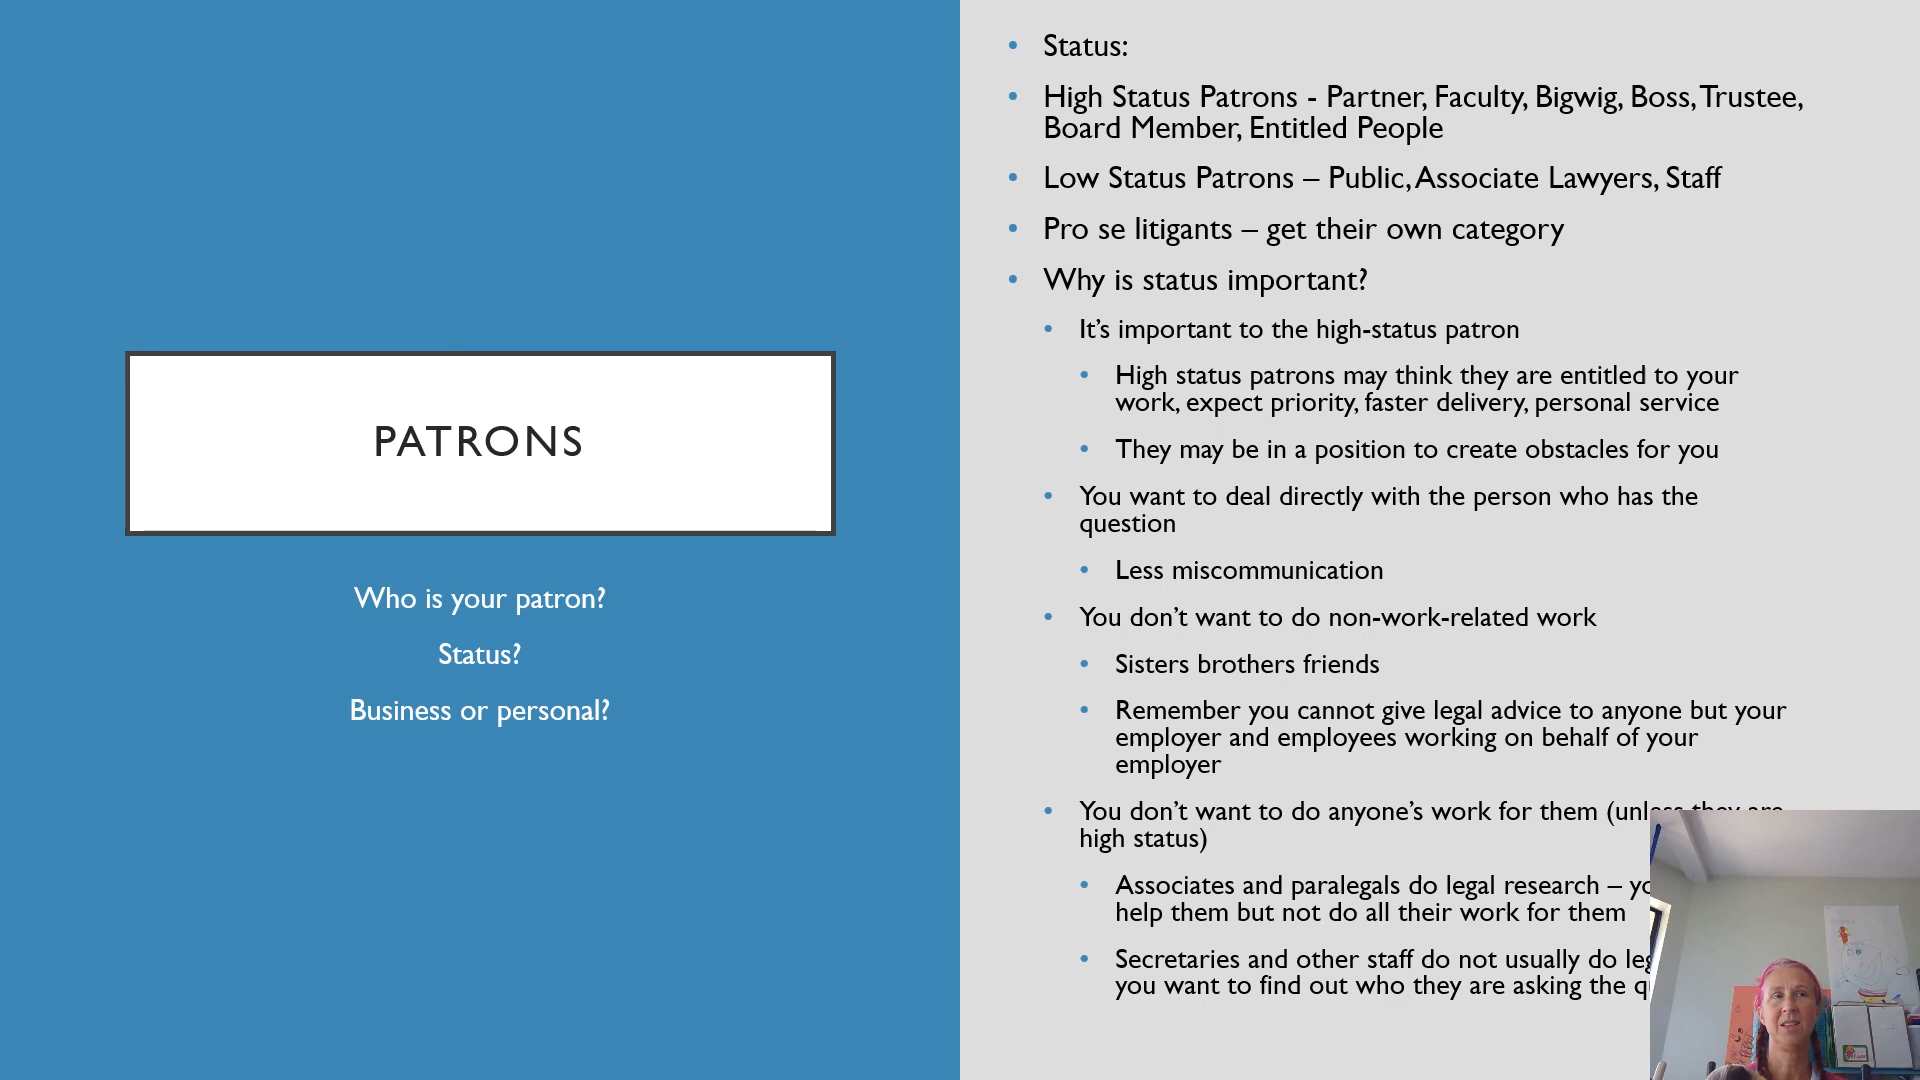 PATRONS
Who is your patron?
Status?
Business or personal?
• Status:
• High Status Patrons - Partner, Faculty, Bigwig, Boss, Trustee,
Board Member, Entitled People
• Low Status Patrons – Public, Associate Lawyers, Staff
• Pro se litigants – get their own category
• Why is status important?
• It’s important to the high-status patron
• High status patrons may think they are entitled to your
work, expect priority, faster delivery, personal service
• They may be in a position to create obstacles for you
• You want to deal directly with the person who has the
question
• Less miscommunication
• You don’t want to do non-work-related work
• Sisters brothers friends
• Remember you cannot give legal advice to anyone but your
employer and employees working on behalf of your
employer
• You don’t want to do anyone’s work for them (unless they are
high status)
• Associates and paralegals do legal research –
help them but not do all their work for them
• Secretaries and other staff do not usually do
you want to find out who they are asking the